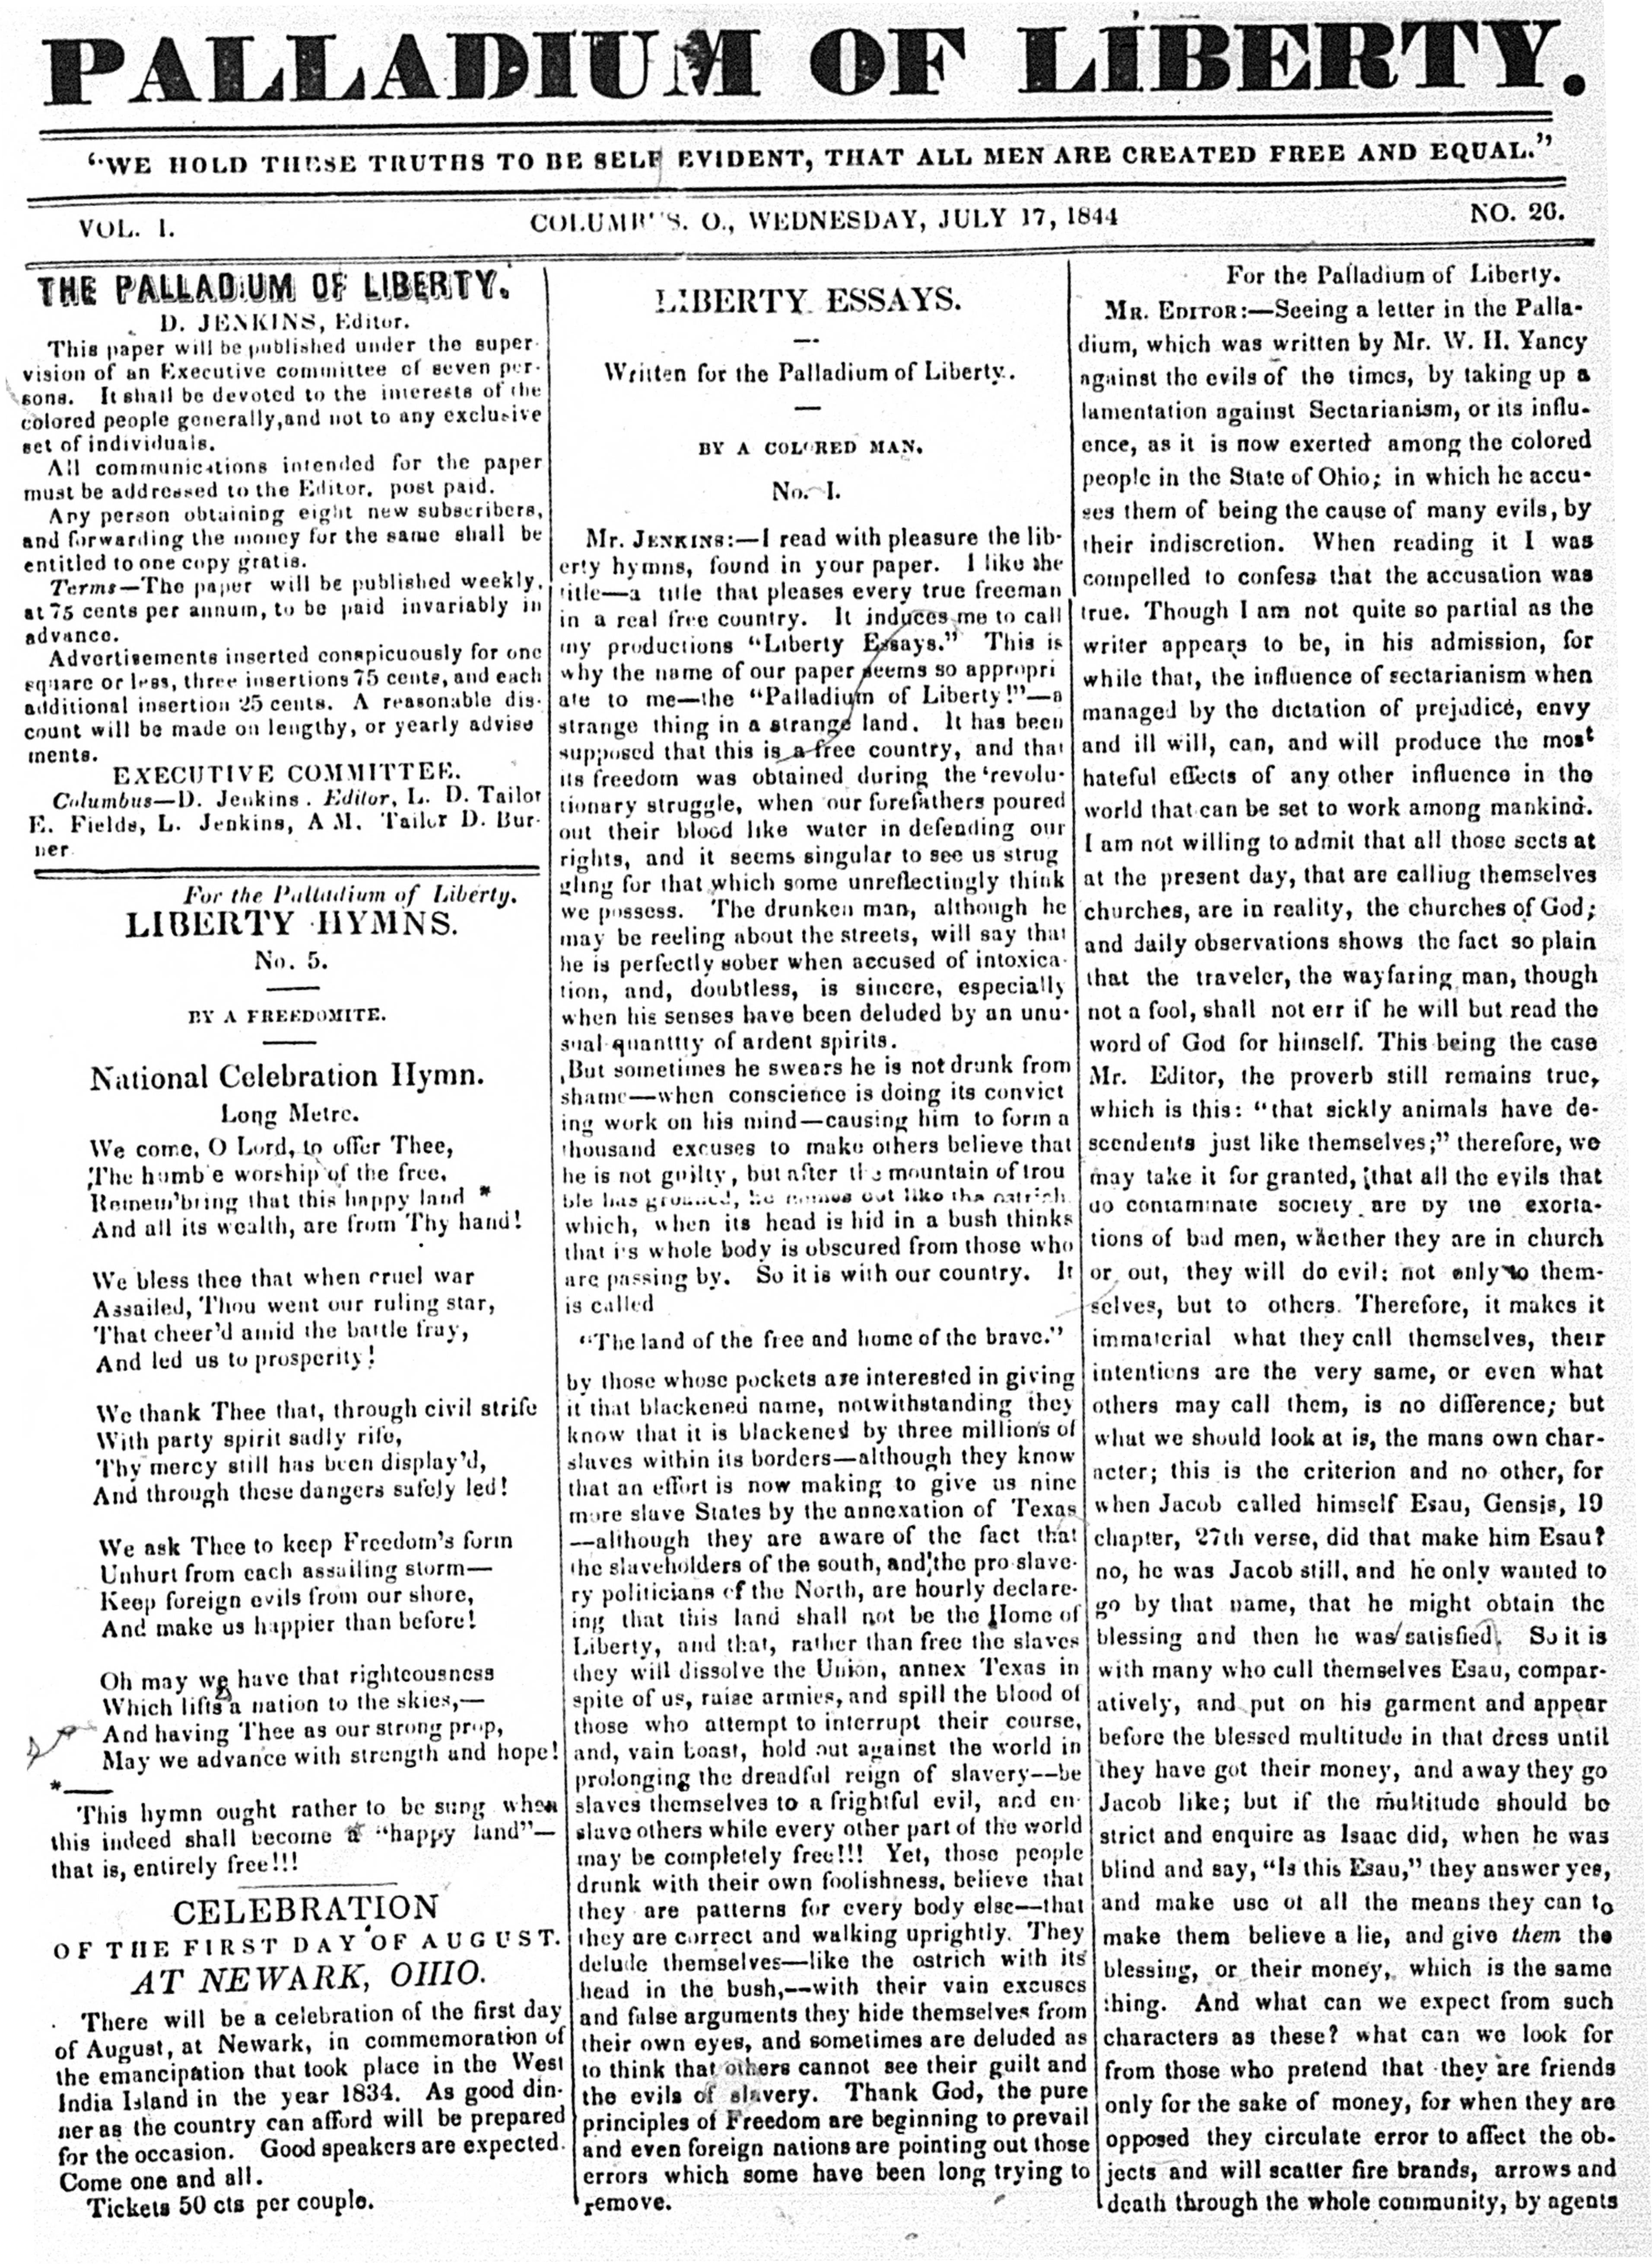 PALLADIUM OF LIBERTY.
"WE HOLD THESE TRUTHS TO BE SELF EVIDENT, THAT ALL MEN ARE CREATED FREE AND EQUAL."
VOL. I. COLUMBUS. O., WEDNESDAY, JULY 17, 1844 NO. 26.
THE PALLADIUM OF LIBERTY.
D. JENKINS, Editor.
This paper will be published under the super-
vision of an Executive committee of seven per-
sons. It shall be devoted to the interests of the
colored people generally, and not to any exclusive
set of individuals.
All communications intended for the paper
must be addressed to the Editor. post paid.
Any person obtaining eight new subscribers,
and forwarding the money for the same shall be
entitled to one copy gratis.
Terms—The paper will be published weekly,
at 75 cents per annum, to be paid invariably in
advance.
Advertisements inserted conspicuously for one
square or less, three insertions 75 cents, and each
additional insertion 25 cents. A reasonable dis-
count will be made on lengthy, or yearly advise
ments.
EXECUTIVE COMMITTEE.
Columbus—D. Jenkins. Editor, L. D. Tailor
E. Fields, L. Jenkins, A M. Tailor D. Bur-
ner
For the Palladium of Liberty.
LIBERTY HYMNS.
No. 5.
BY A FREEDOMITE.
National Celebration Hymn.
Long Metre.
We come, O Lord, to offer Thee,
The humb e worship of the free,
Remem'bring that this happy land *
And all its wealth, are from Thy hand!
We bless thee that when cruel war
Assailed, Thou went our ruling star,
That cheer'd amid the battle fray,
And led us to prosperity!
We thank Thee that, through civil strife
With party spirit sadly rife,
Thy mercy still has been display'd,
And through these dangers safely led!
We ask Thee to keep Freedom's form
Unhurt from each assailing storm—
Keep foreign evils from our shore,
And make us happier than before!
Oh may we have that righteousness
Which lifts a nation to the skies,—
And having Thee as our strong prop,
May we advance with strength and hope!
*
This hymn ought rather to be sung when
this indeed shall become a "happy land"—
that is, entirely free!!!
CELEBRATION
OF THE FIRST DAY OF AUGUST.
AT NEWARK, OHIO.
There will be a celebration of the first day
of August, at Newark, in commemoration of
the emancipation that took place in the West
India Island in the year 1834. As good din-
ner as the country can afford will be prepared
for the occasion. Good speakers are expected.
Come one and all.
Tickets 50 cts per couple.
LIBERTY ESSAYS.
Written for the Palladium of Liberty.
BY A COLORED MAN.
No. I.
Mr. JENKINS:—I read with pleasure the lib-
erty hymns, found in your paper. I like the
title—a title that pleases every true freeman
in a real free country. It induces me to call
my productions "Liberty Essays." This is
why the name of our paper seems so appropri
ate to me—the "Palladium of Liberty!"—a
strange thing in a strange land. It has been
supposed that this is a free country, and that
its freedom was obtained during the 'revolu-
tionary struggle, when our forefathers poured
out their blood like water in defending our
rights, and it seems singular to see us strug
gling for that which some unreflectingly think
we possess. The drunken man, although he
may be reeling about the streets, will say that
he is perfectly sober when accused of intoxica-
tion, and, doubtless, is sincere, especially
when his senses have been deluded by an unu-
sual quanttty of ardent spirits.
But sometimes he swears he is not drunk from
shame—when conscience is doing its convict
ing work on his mind—causing him to form a
thousand excuses to make others believe that
he is not guilty, but after the mountain of trou
ble has groaned, he comes out like the ostrich
which, when its head is hid in a bush thinks
that i's whole body is obscured from those who
are passing by. So it is with our country. It
is called
"The land of the free and home of the brave."
by those whose pockets are interested in giving
it that blackened name, notwithstanding they
know that it is blackened by three millions of
slaves within its borders—although they know
that an effort is now making to give us nine
more slave States by the annexation of Texas
—although they are aware of the fact that
the slaveholders of the south, and the pro-slave-
ry politicians of the North, are hourly declare-
ing that this land shall not be the Home of
Liberty, and that, rather than free the slaves
they will dissolve the Union, annex Texas in
spite of us, raise armies, and spill the blood of
those who attempt to interrupt their course,
and, vain boast, hold out against the world in
prolonging the dreadful reign of slavery--be
slaves themselves to a frightful evil, and en-
slave others while every other part of the world
may be completely free!!! Yet, those people
drunk with their own foolishness, believe that
they are patterns for every body else—that
they are correct and walking uprightly. They
delude themselves—like the ostrich with its
head in the bush,—with their vain excuses
and false arguments they hide themselves from
their own eyes, and sometimes are deluded as
to think that others cannot see their guilt and
the evils of slavery. Thank God, the pure
principles of Freedom are beginning to prevail
and even foreign nations are pointing out those
errors which some have been long trying to
remove.
For the Palladium of Liberty.
MR. EDITOR:—Seeing a letter in the Palla-
dium, which was written by Mr. W. H. Yancy
against the evils of the times, by taking up a
lamentation against Sectarianism, or its influ-
ence, as it is now exerted among the colored
people in the State of Ohio; in which he accu-
ses them of being the cause of many evils, by
their indiscretion. When reading it I was
compelled to confess that the accusation was
true. Though I am not quite so partial as the
writer appears to be, in his admission, for
while that, the influence of sectarianism when
managed by the dictation of prejudice, envy
and ill will, can, and will produce the most
hateful effects of any other influence in the
world that can be set to work among mankind.
I am not willing to admit that all those sects at
at the present day, that are calliug themselves
churches, are in reality, the churches of God;
and daily observations shows the fact so plain
that the traveler, the wayfaring man, though
not a fool, shall not err if he will but read the
word of God for himself. This being the case
Mr. Editor, the proverb still remains true,
which is this: "that sickly animals have de-
scendents just like themselves;" therefore, we
may take it for granted, that all the evils that
do contaminate society are by the exorta-
tions of bad men, whether they are in church
or out, they will do evil: not only to them-
selves, but to others. Therefore, it makes it
immaterial what they call themselves, their
intentions are the very same, or even what
others may call them, is no difference; but
what we should look at is, the mans own char-
acter; this is the criterion and no other, for
when Jacob called himself Esau, Gensis, 19
chapter, 27th verse, did that make him Esau?
no, he was Jacob still, and he only wanted to
go by that name, that he might obtain the
blessing and then he was satisfied. So it is
with many who call themselves Esau, compar-
atively, and put on his garment and appear
before the blessed multitude in that dress until
they have got their money, and away they go
Jacob like; but if the multitude should be
strict and enquire as Isaac did, when he was
blind and say, "Is this Esau," they answer yes,
and make use of all the means they can to
make them believe a lie, and give them the
blessing, or their money, which is the same
thing. And what can we expect from such
characters as these? what can we look for
from those who pretend that they are friends
only for the sake of money, for when they are
opposed they circulate error to affect the ob-
jects and will scatter fire brands, arrows and
death through the whole community, by agents